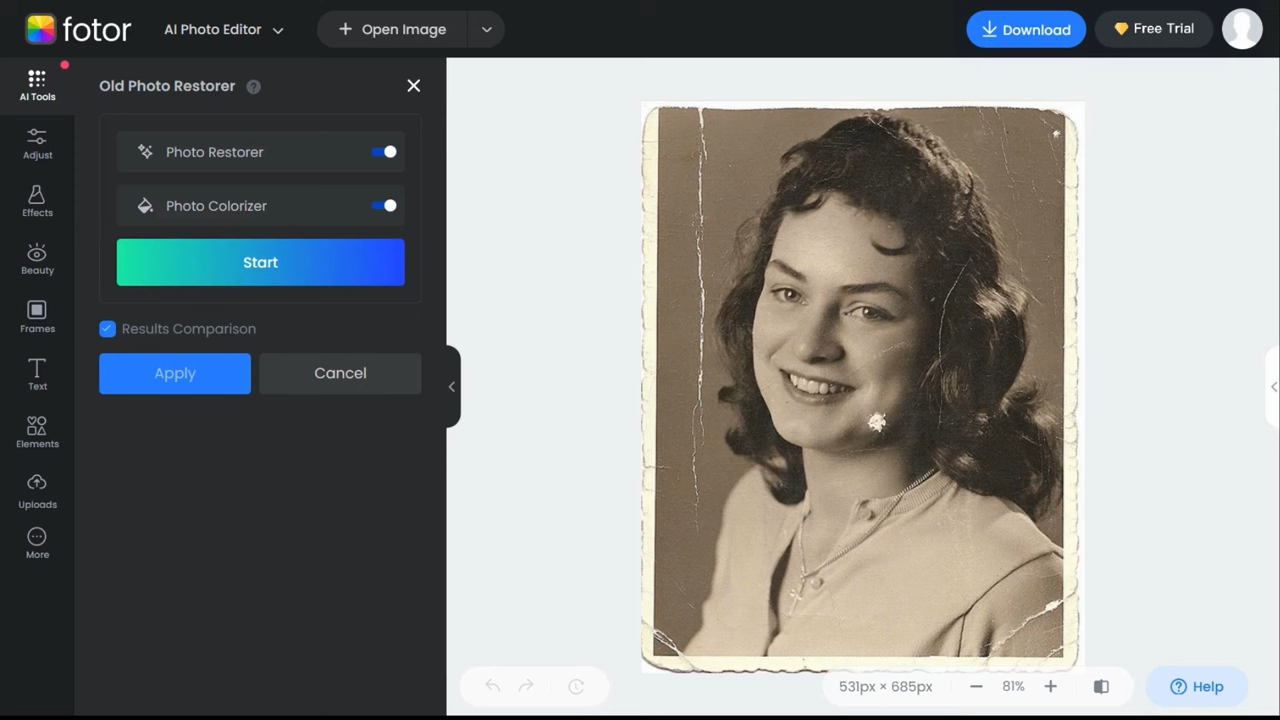 fotor
AI Photo Editor
Open Image
Download
Free Trial
AI Tools
Adjust
Effects
Beauty
Frames
Text
Elements
Uploads
More
Old Photo Restorer ?
Photo Restorer
Photo Colorizer
Start
Results Comparison
Apply
Cancel
531px × 685px
81%
Help